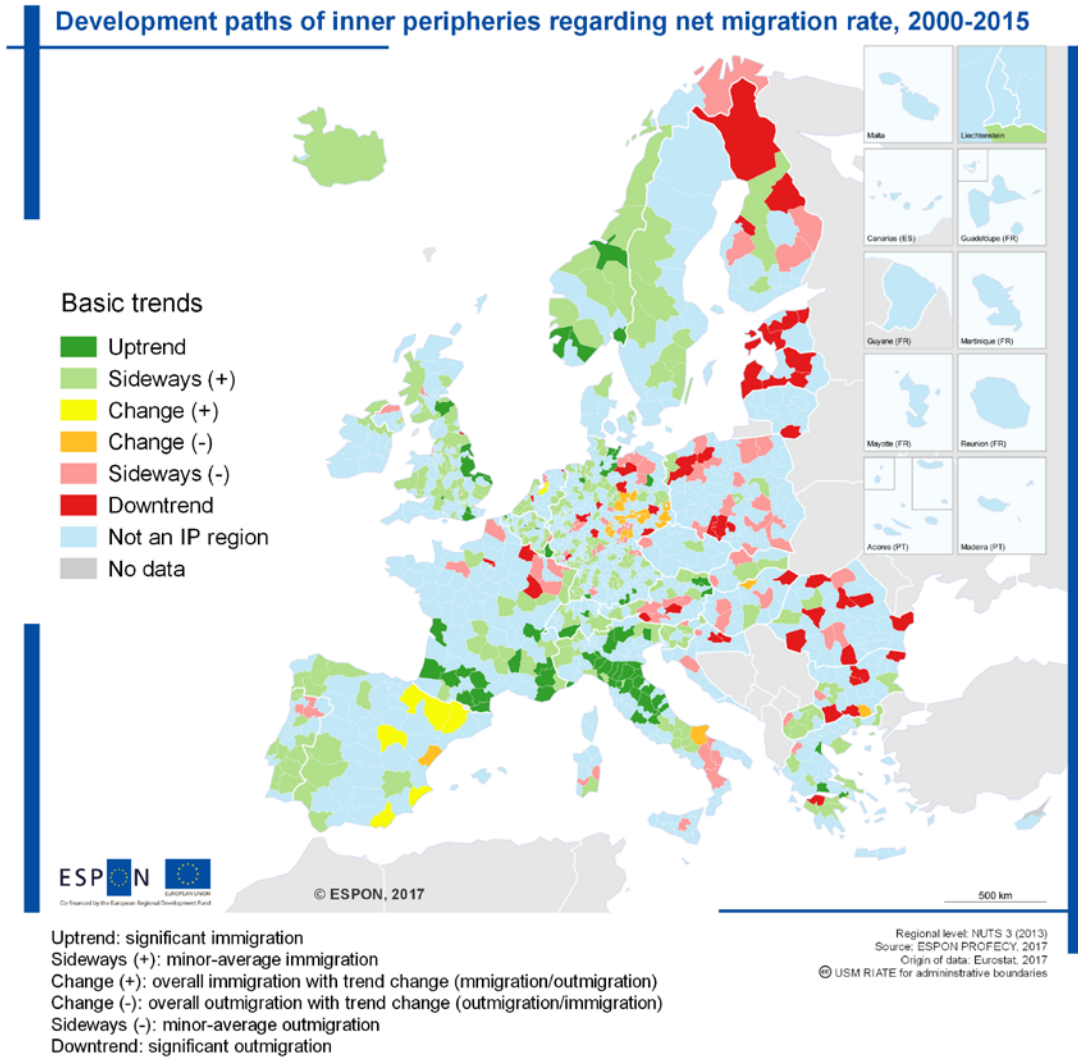 Development paths of inner peripheries regarding net migration rate, 2000-2015
Malta
Liechtenstein
Canarias (ES)
Guadeloupe (FR)
Guyane (FR)
Martinique (FR)
Mayotte (FR)
Reunion (FR)
Acores (PT)
Madeira (PT)
Basic trends
Uptrend
Sideways (+)
Change (+)
Change (-)
Sideways (-)
Downtrend
Not an IP region
No data
ESPON
EUROPEAN UNION
Co-financed by the European Regional Development Fund
© ESPON, 2017
500 km
Uptrend: significant immigration
Sideways (+): minor-average immigration
Change (+): overall immigration with trend change (mmigration/outmigration)
Change (-): overall outmigration with trend change (outmigration/immigration)
Sideways (-): minor-average outmigration
Downtrend: significant outmigration
Regional level: NUTS 3 (2013)
Source: ESPON PROFECY, 2017
Origin of data: Eurostat, 2017
cc USM RIATE for admininstrative boundaries